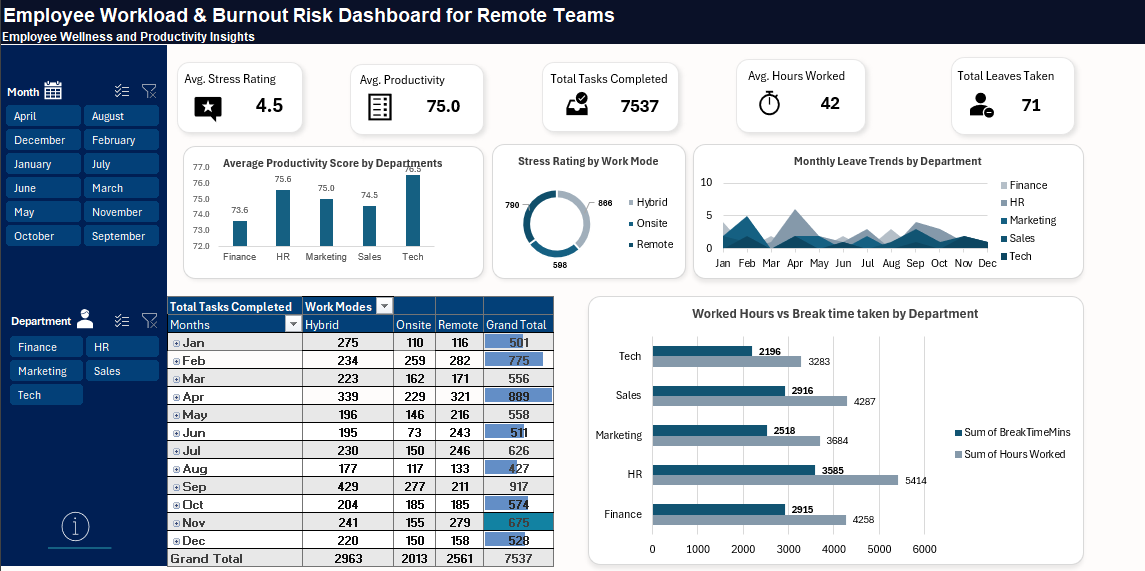 Employee Workload & Burnout Risk Dashboard for Remote Teams
Employee Wellness and Productivity Insights
Month
April August
December February
January July
June March
May November
October September
Department
Finance HR
Marketing Sales
Tech
Avg. Stress Rating
4.5
Avg. Productivity
75.0
Total Tasks Completed
7537
Avg. Hours Worked
42
Total Leaves Taken
71
Average Productivity Score by Departments
77.0
76.0
75.0
74.0
73.0
72.0
73.6
75.6
75.0
74.5
76.5
Finance HR Marketing Sales Tech
Stress Rating by Work Mode
790
866
598
Hybrid
Onsite
Remote
Monthly Leave Trends by Department
10
5
0
Jan Feb Mar Apr May Jun Jul Aug Sep Oct Nov Dec
Finance
HR
Marketing
Sales
Tech
Total Tasks Completed Work Modes
Months Hybrid Onsite Remote Grand Total
Jan 275 110 116 501
Feb 234 259 282 775
Mar 223 162 171 556
Apr 339 229 321 889
May 196 146 216 558
Jun 195 73 243 511
Jul 230 150 246 626
Aug 177 117 133 427
Sep 429 277 211 917
Oct 204 185 185 574
Nov 241 155 279 675
Dec 220 150 158 528
Grand Total 2963 2013 2561 7537
Worked Hours vs Break time taken by Department
Tech
2196
3283
Sales
2916
4287
Marketing
2518
3684
HR
3585
5414
Finance
2915
4258
0 1000 2000 3000 4000 5000 6000
Sum of BreakTimeMins
Sum of Hours Worked